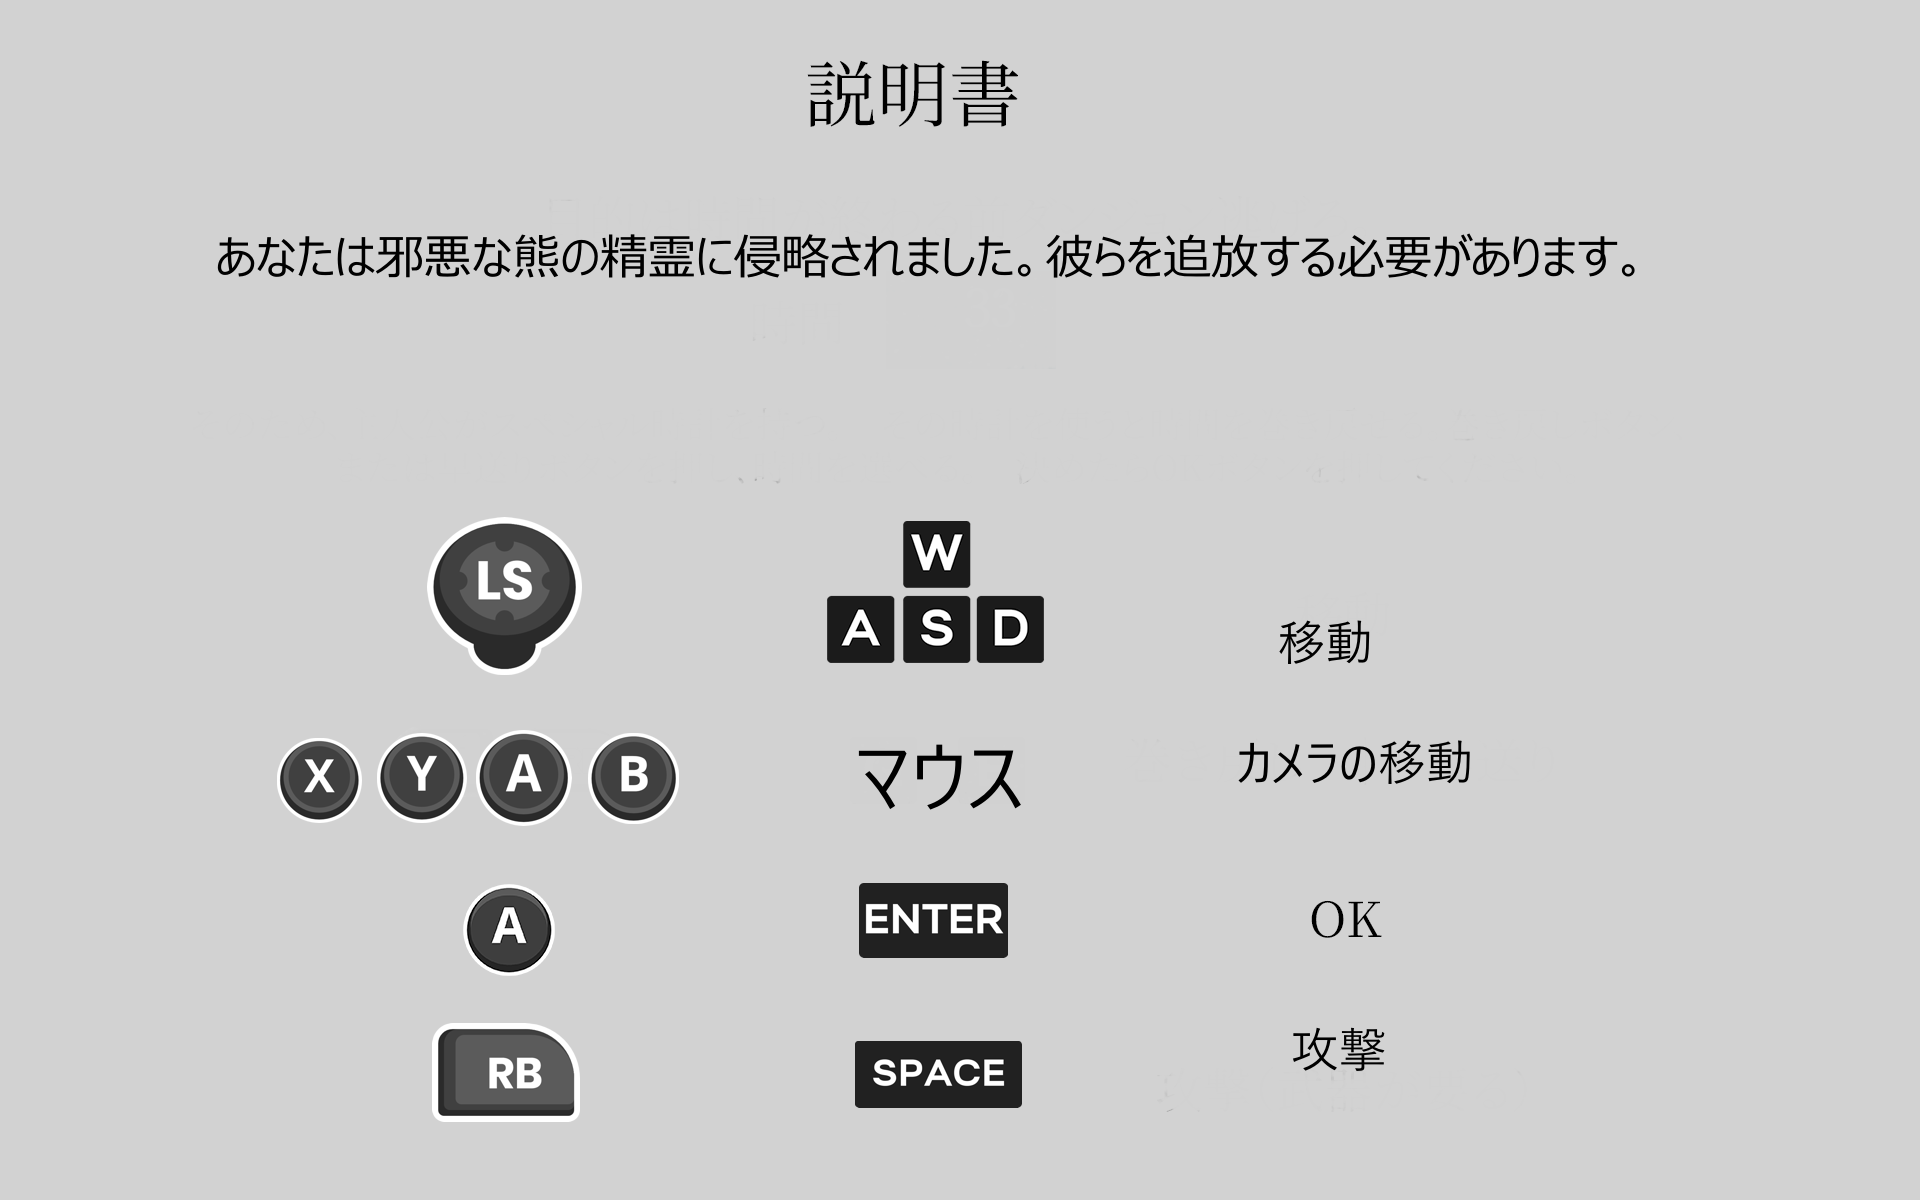 説明書
あなたは邪悪な熊の精霊に侵略されました。彼らを追放する必要があります。
LS W
A S D 移動
X Y A B マウス カメラの移動
A ENTER OK
RB SPACE 攻撃